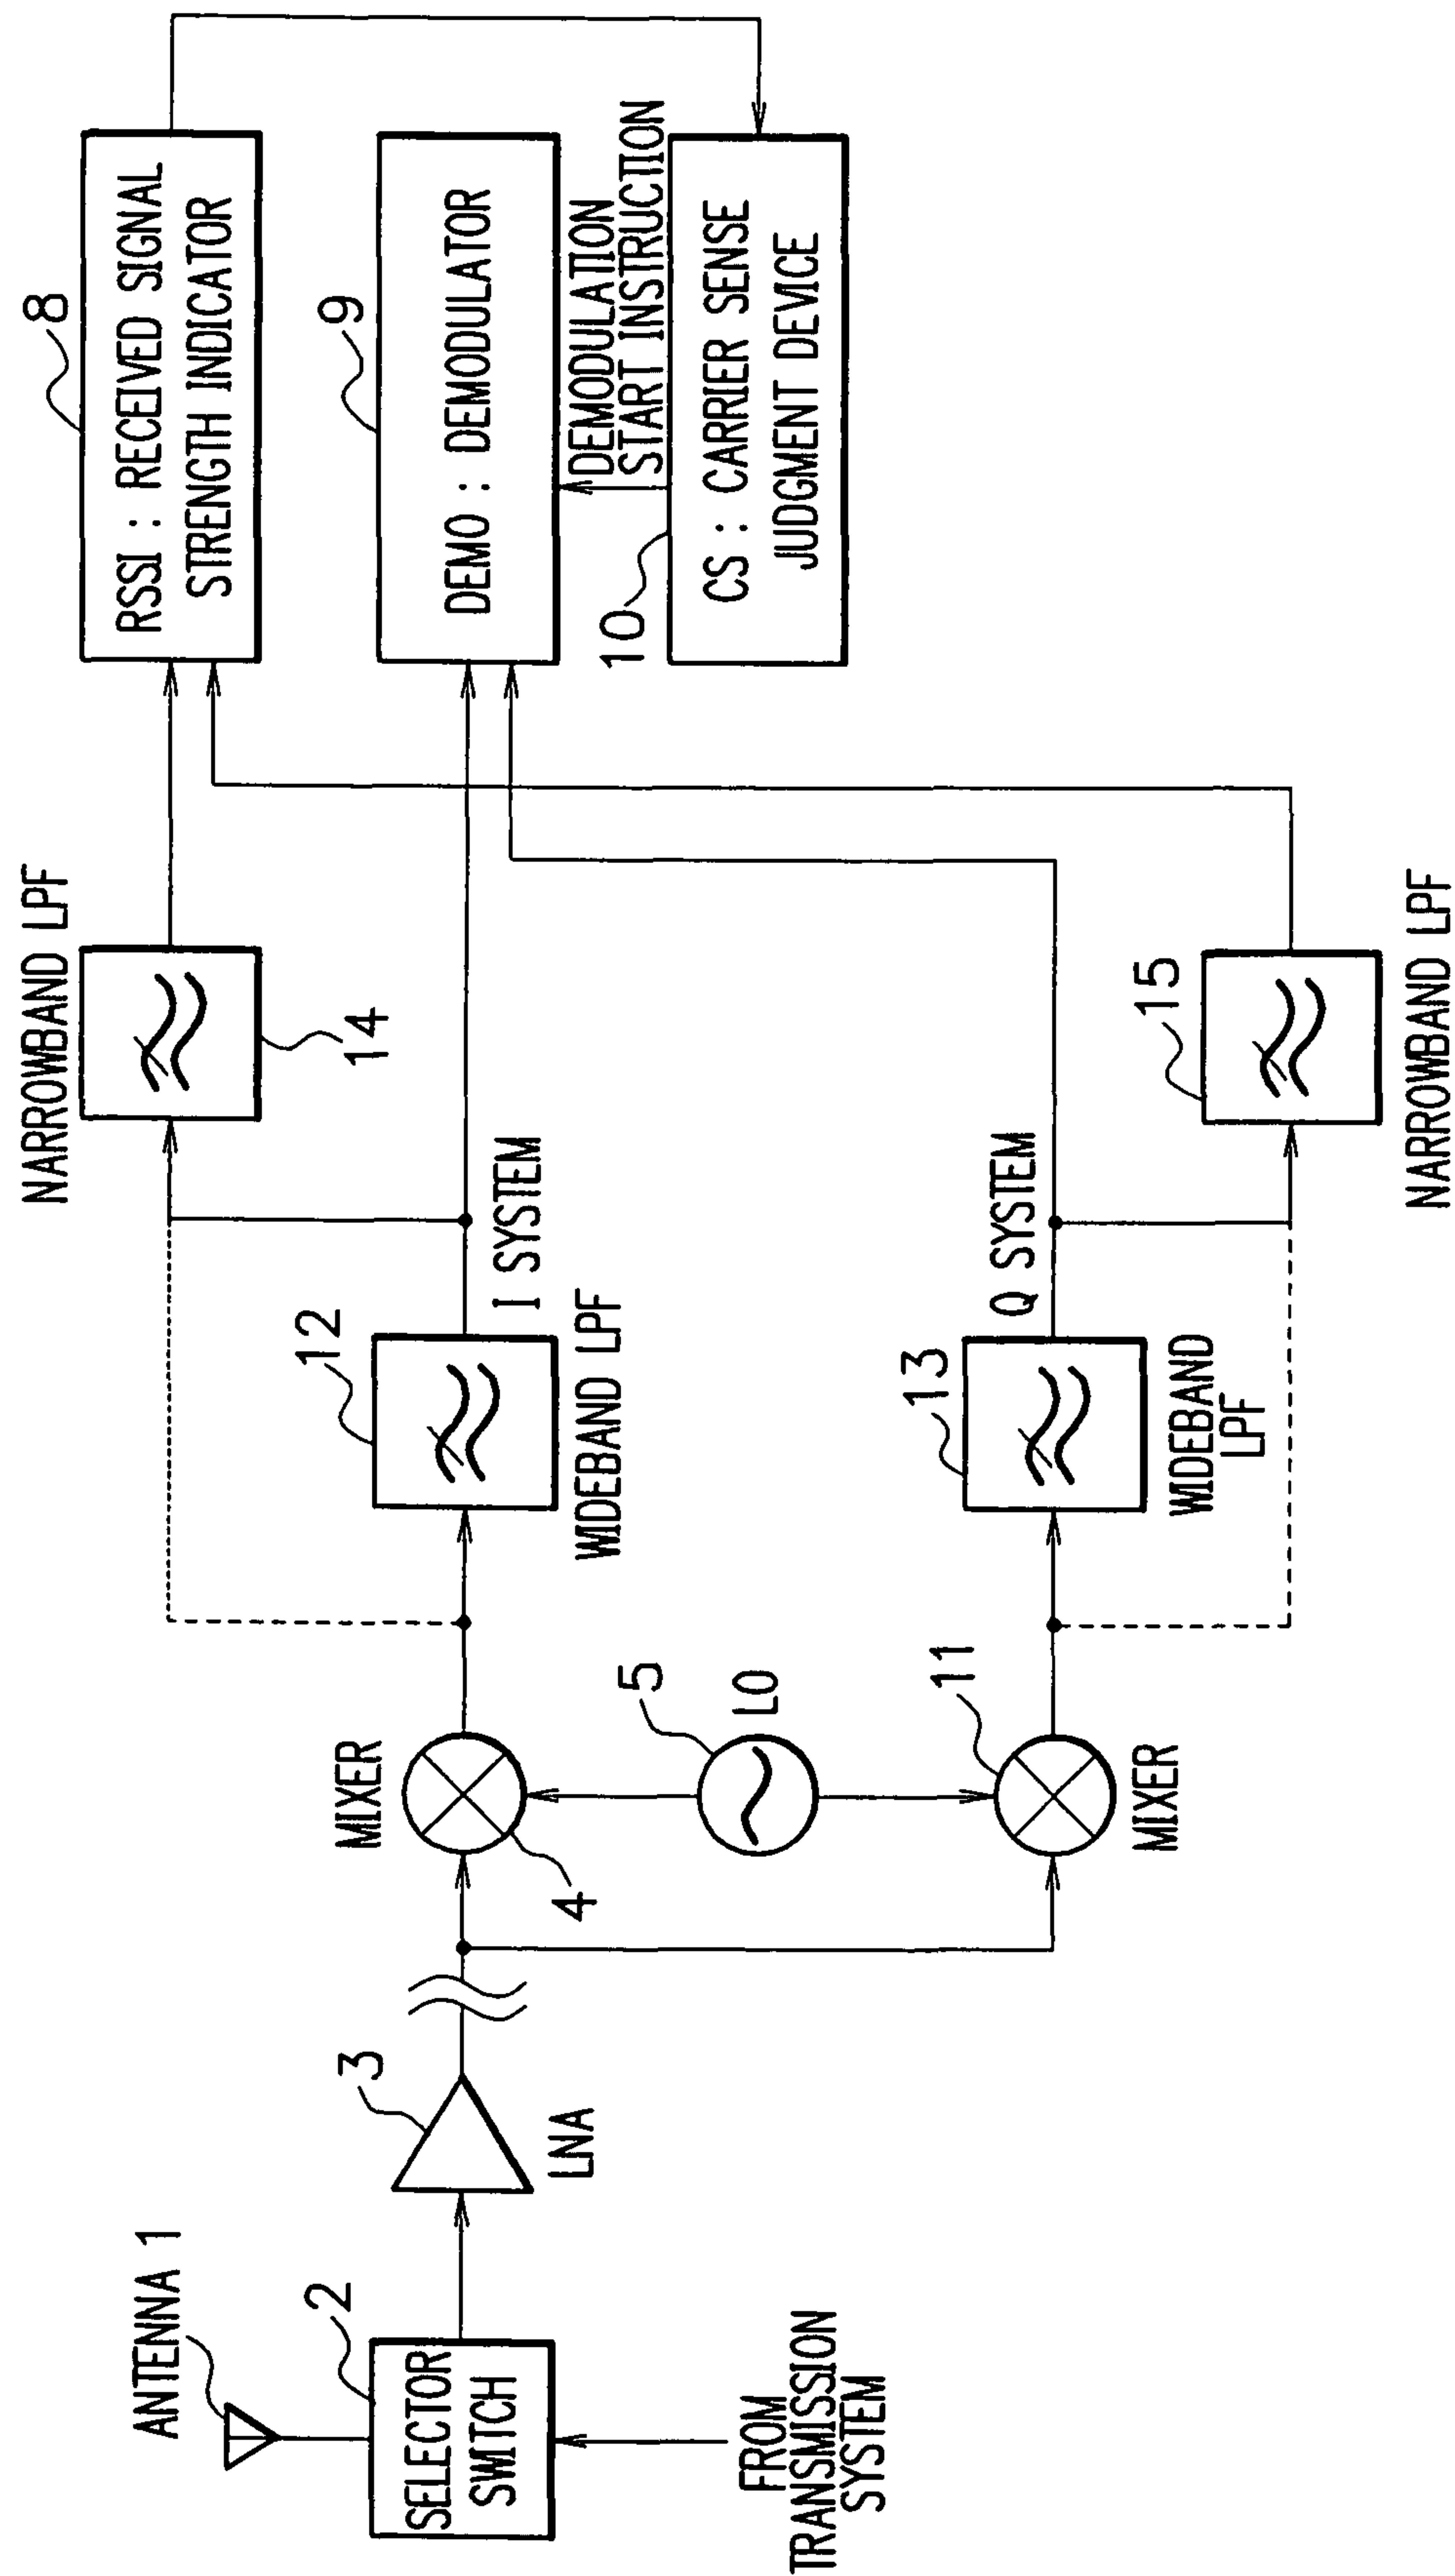 ANTENNA 1
2
SELECTOR
SWITCH
FROM
TRANSMISSION
SYSTEM
3
LNA
MIXER
4
5
LO
11
MIXER
12
WIDEBAND LPF
I SYSTEM
13
WIDEBAND
LPF
Q SYSTEM
NARROWBAND LPF
14
15
NARROWBAND LPF
8
RSSI : RECEIVED SIGNAL
STRENGTH INDICATOR
9
DEMO : DEMODULATOR
DEMODULATION
START INSTRUCTION
10
CS : CARRIER SENSE
JUDGMENT DEVICE